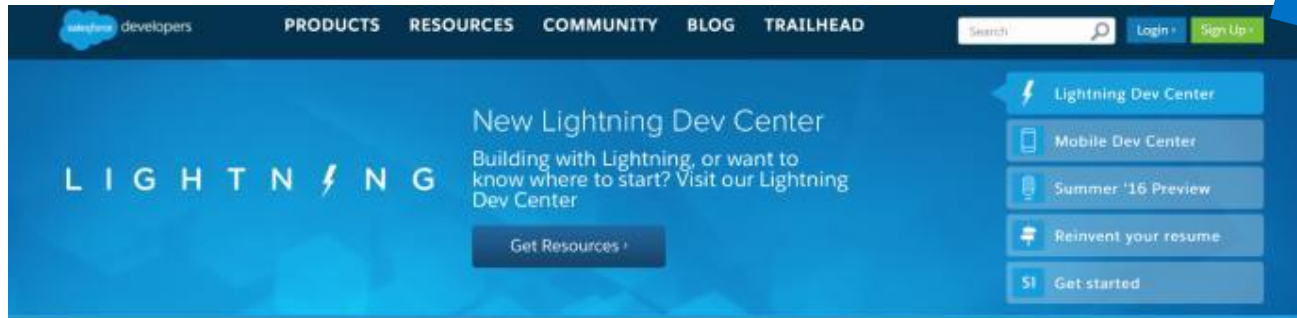 salesforce developers PRODUCTS RESOURCES COMMUNITY BLOG TRAILHEAD Search Login › Sign Up ›
New Lightning Dev Center
Building with Lightning, or want to
know where to start? Visit our Lightning
Dev Center
Get Resources ›
LIGHTNING
Lightning Dev Center
Mobile Dev Center
Summer '16 Preview
Reinvent your resume
S1 Get started